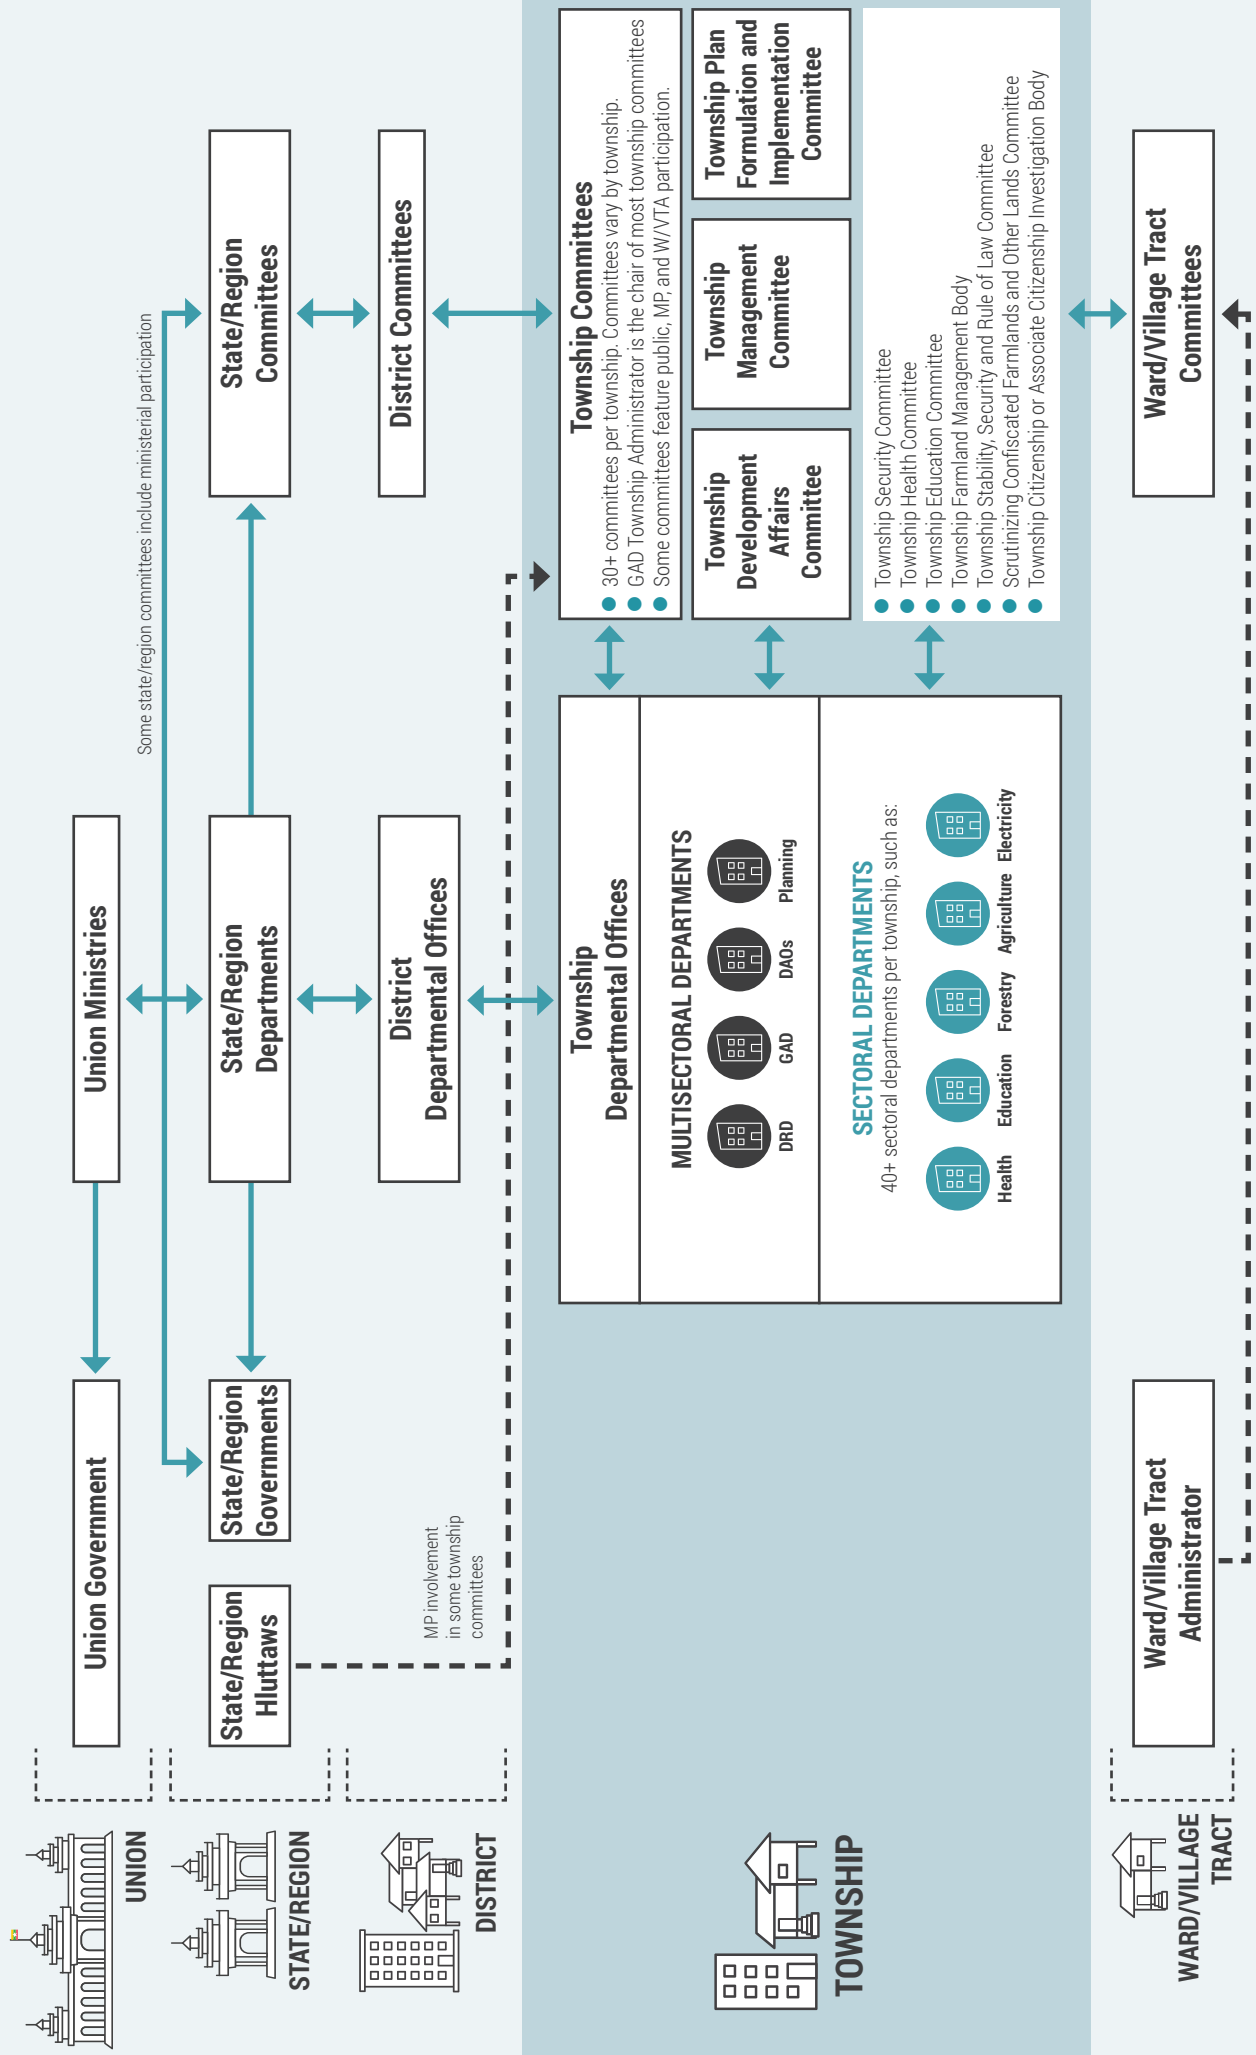 UNION
Union Government
Union Ministries
Some state/region committees include ministerial participation
STATE/REGION
State/Region
Hluttaws
State/Region
Governments
State/Region
Departments
State/Region
Committees
DISTRICT
MP involvement
in some township
committees
District
Departmental Offices
District Committees
TOWNSHIP
Township
Departmental Offices
MULTISECTORAL DEPARTMENTS
DRD
GAD
DAOs
Planning
SECTORAL DEPARTMENTS
40+ sectoral departments per township, such as:
Health
Education
Forestry
Agriculture
Electricity
Township Committees
30+ committees per township. Committees vary by township.
GAD Township Administrator is the chair of most township committees
Some committees feature public, MP, and W/VTA participation.
Township
Development
Affairs
Committee
Township
Management
Committee
Township Plan
Formulation and
Implementation
Committee
Township Security Committee
Township Health Committee
Township Education Committee
Township Farmland Management Body
Township Stability, Security and Rule of Law Committee
Scrutinizing Confiscated Farmlands and Other Lands Committee
Township Citizenship or Associate Citizenship Investigation Body
WARD/VILLAGE
TRACT
Ward/Village Tract
Administrator
Ward/Village Tract
Committees